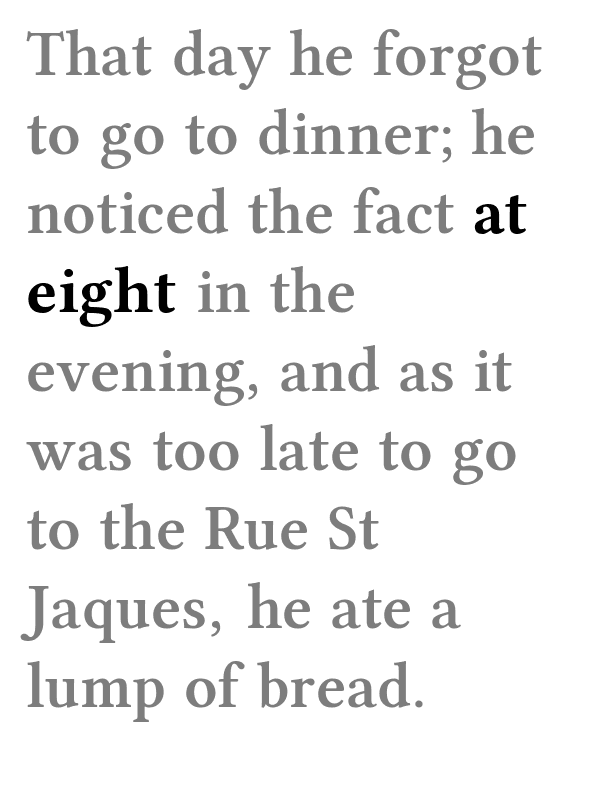 That day he forgot
to go to dinner; he
noticed the fact at
eight in the
evening, and as it
was too late to go
to the Rue St
Jaques, he ate a
lump of bread.